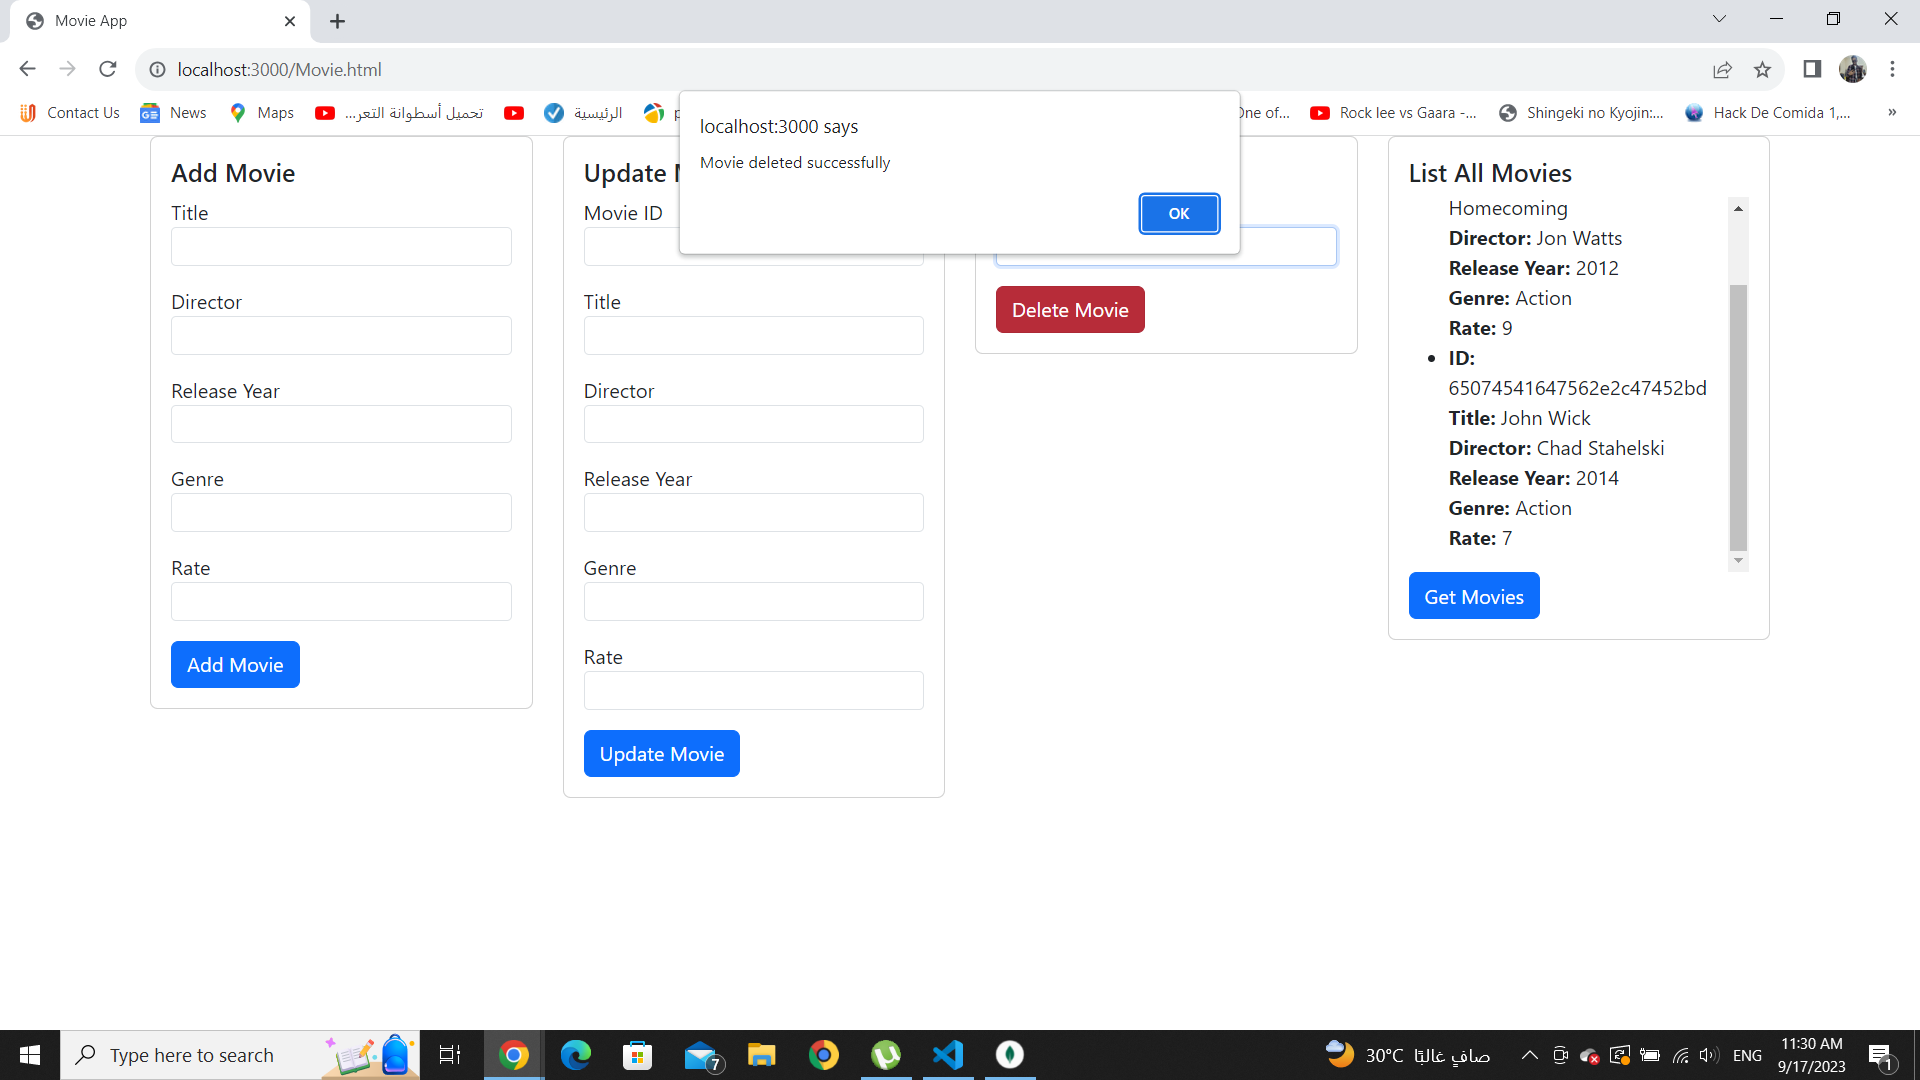 Movie App
localhost:3000/Movie.html
Contact Us
News
Maps
تحميل أسطوانة التعر...
الرئيسية
One of...
Rock lee vs Gaara -...
Shingeki no Kyojin:...
Hack De Comida 1,...
»
localhost:3000 says
Movie deleted successfully
OK
Add Movie
Title
Director
Release Year
Genre
Rate
Add Movie
Update
Movie ID
Title
Director
Release Year
Genre
Rate
Update Movie
Delete Movie
List All Movies
Homecoming
Director: Jon Watts
Release Year: 2012
Genre: Action
Rate: 9
ID:
65074541647562e2c47452bd
Title: John Wick
Director: Chad Stahelski
Release Year: 2014
Genre: Action
Rate: 7
Get Movies
Type here to search
7
30°C صافٍ غالبًا
ENG
11:30 AM
9/17/2023
1